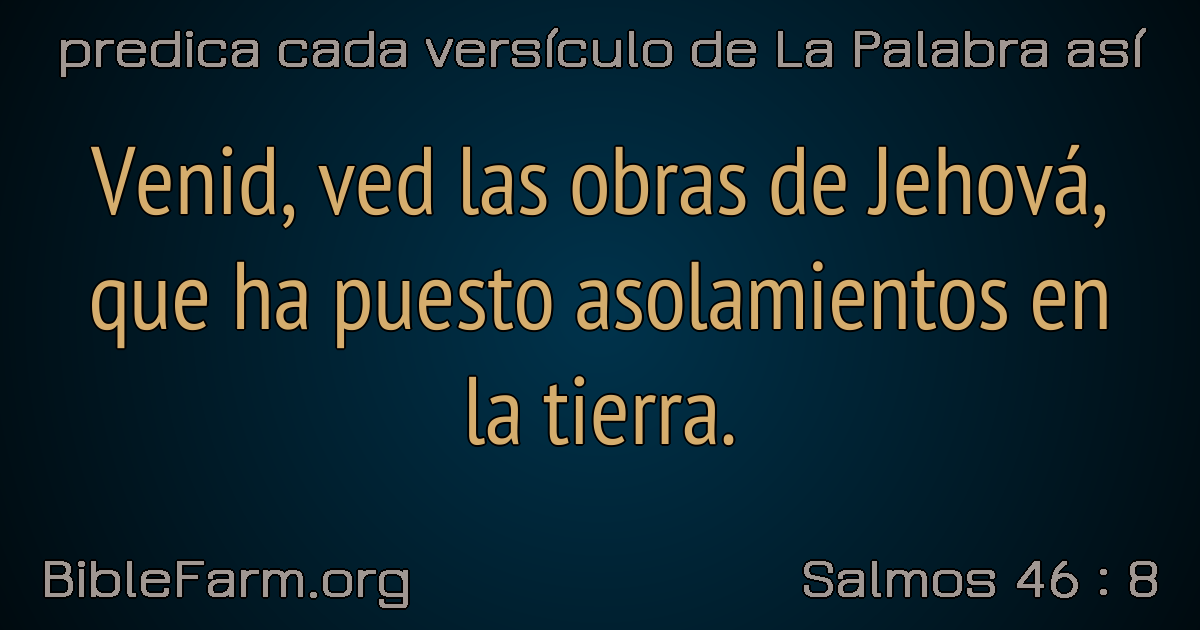 predica cada versículo de La Palabra así
Venid, ved las obras de Jehová,
que ha puesto asolamientos en
la tierra.
BibleFarm.org
Salmos 46 : 8